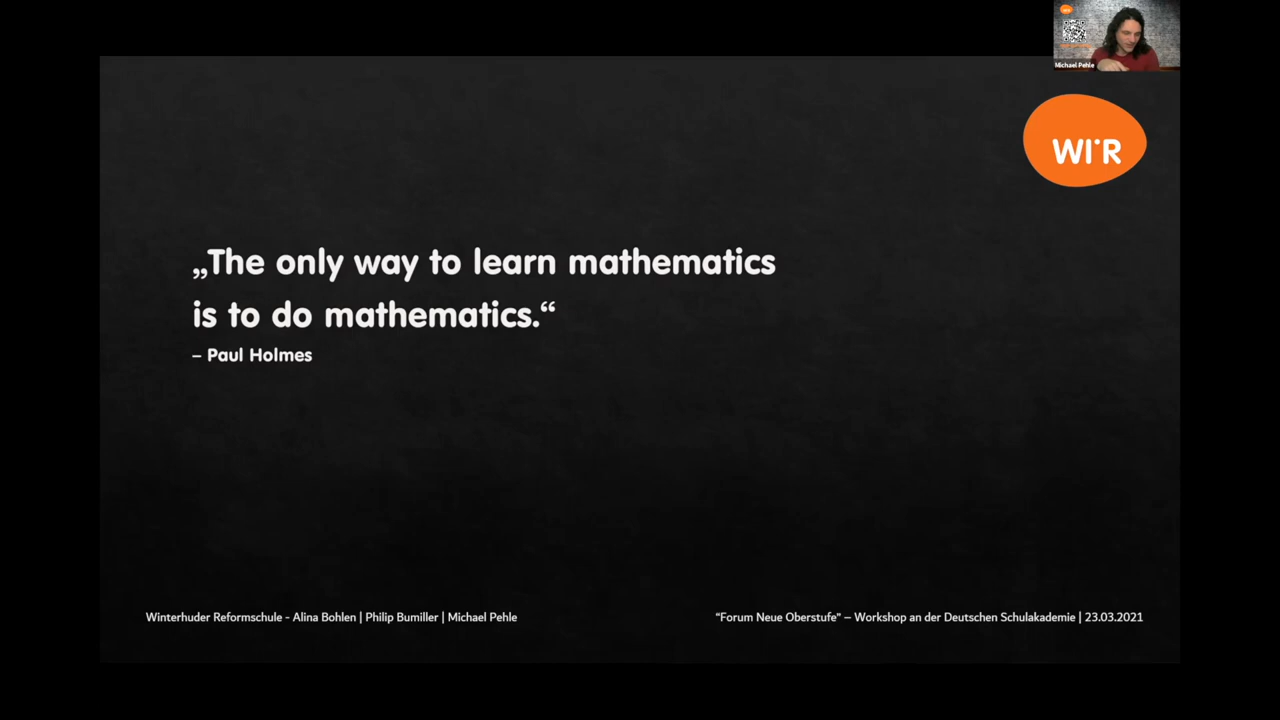 Michael Pehle
WIR
„The only way to learn mathematics
is to do mathematics.“
– Paul Holmes
Winterhuder Reformschule - Alina Bohlen | Philip Bumiller | Michael Pehle
“Forum Neue Oberstufe” – Workshop an der Deutschen Schulakademie | 23.03.2021